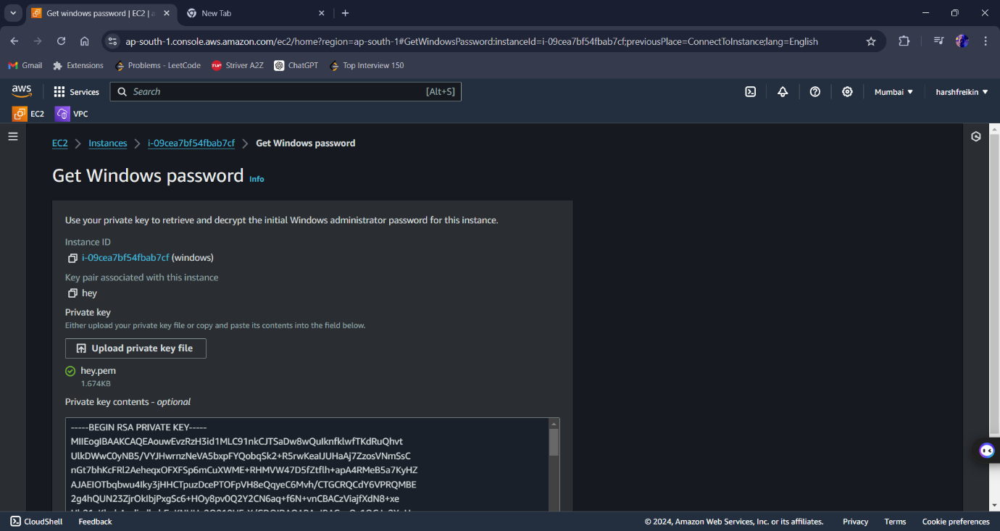 Get windows password | EC2 | a
New Tab
ap-south-1.console.aws.amazon.com/ec2/home?region=ap-south-1#GetWindowsPassword:instanceId=i-09cea7bf54fbab7cf;previousPlace=ConnectToInstance;lang=English
Gmail Extensions Problems - LeetCode Striver A2Z ChatGPT Top Interview 150
aws Services Search [Alt+S] Mumbai harshfreikin
EC2 VPC
EC2 Instances i-09cea7bf54fbab7cf Get Windows password
Get Windows password Info
Use your private key to retrieve and decrypt the initial Windows administrator password for this instance.
Instance ID
i-09cea7bf54fbab7cf (windows)
Key pair associated with this instance
hey
Private key
Either upload your private key file or copy and paste its contents into the field below.
Upload private key file
hey.pem
1.674KB
Private key contents - optional
-----BEGIN RSA PRIVATE KEY-----
MIIEogIBAAKCAQEAouwEvzRzH3id1MLC91nkCJTSaDw8wQuIknfklwfTKdRuQhvt
UlkDWwC0yNB5/VYJHwrnzNeVA5bxpFYQobqSk2+R5rwKeaIJUHaAj7ZzosVNmSsC
nGt7bhKcFRl2AeheqxOFXFSp6mCuXWME+RHMVW47D5fZtflh+apA4RMeB5a7KyHZ
AJAEIOTbqbwu4Iky3jHHCTpuzDcePTOFpVH8eQqyeC6Mvh/CTGCRQCdY6VPRQMBE
2g4hQUN23ZjrOkIbjPxgSc6+HOy8pv0Q2Y2CN6aq+f6N+vnCBACzViajfXdN8+xe
CloudShell Feedback © 2024, Amazon Web Services, Inc. or its affiliates. Privacy Terms Cookie preferences